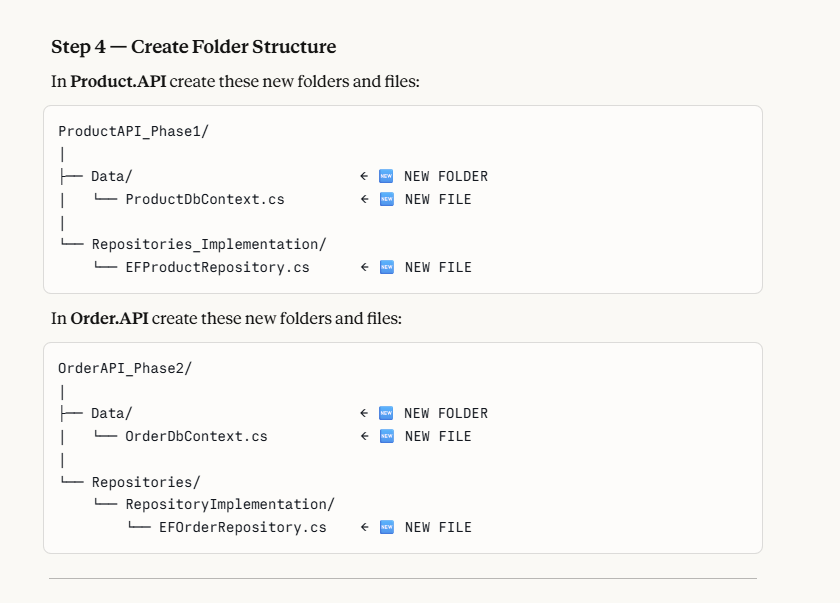 Step 4 — Create Folder Structure
In Product.API create these new folders and files:
ProductAPI_Phase1/
│
├── Data/                           ← 🆕 NEW FOLDER
│   └── ProductDbContext.cs         ← 🆕 NEW FILE
│
└── Repositories_Implementation/
    └── EFProductRepository.cs      ← 🆕 NEW FILE
In Order.API create these new folders and files:
OrderAPI_Phase2/
│
├── Data/                           ← 🆕 NEW FOLDER
│   └── OrderDbContext.cs           ← 🆕 NEW FILE
│
└── Repositories/
    └── RepositoryImplementation/
        └── EFOrderRepository.cs    ← 🆕 NEW FILE